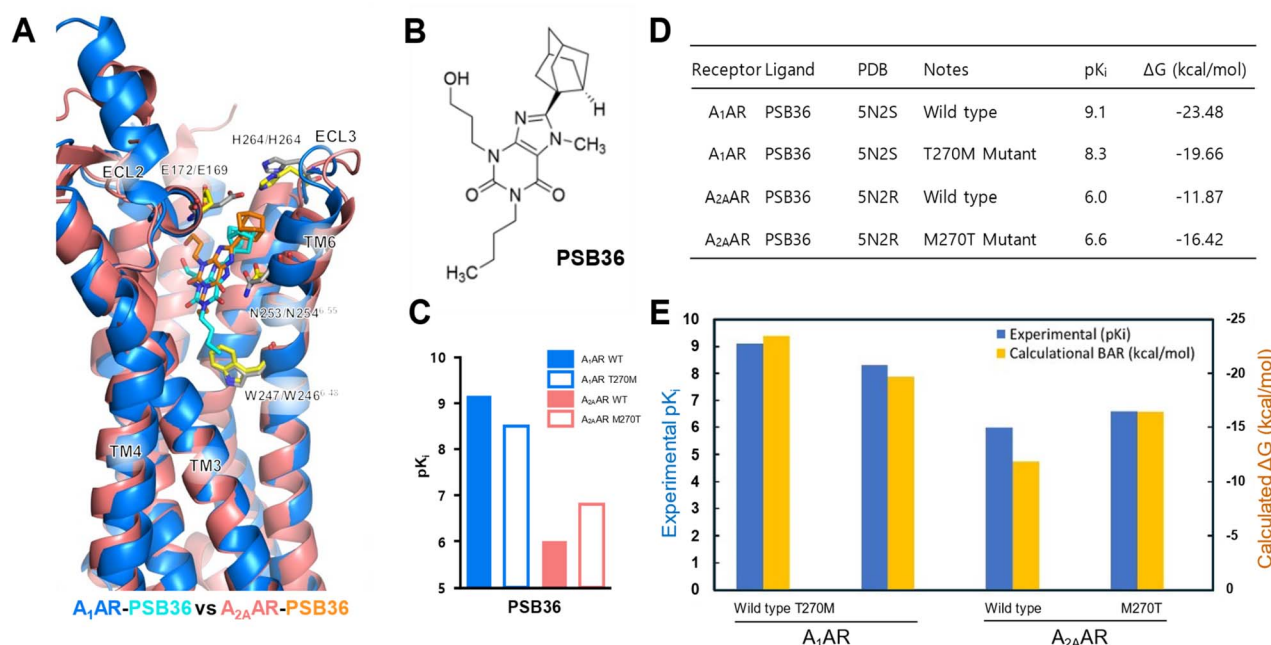 A
H264/H264
ECL3
ECL2
E172/E169
TM6
N253/N254⁶·⁵⁵
W247/W246⁶·⁴⁸
TM4
TM3
A₁AR-PSB36 vs A₂ₐAR-PSB36
B
OH
H
N
N
CH₃
N
O
N
O
H₃C
PSB36
C
10
9
8
7
6
5
pKᵢ
A₁AR WT
A₁AR T270M
A₂ₐAR WT
A₂ₐAR M270T
PSB36
D
Receptor Ligand PDB Notes pKᵢ ΔG (kcal/mol)
A₁AR PSB36 5N2S Wild type 9.1 -23.48
A₁AR PSB36 5N2S T270M Mutant 8.3 -19.66
A₂ₐAR PSB36 5N2R Wild type 6.0 -11.87
A₂ₐAR PSB36 5N2R M270T Mutant 6.6 -16.42
E
Experimental pKᵢ
10
9
8
7
6
5
4
3
2
1
0
Experimental (pKi)
Calculational BAR (kcal/mol)
-25
-20
-15
-10
-5
0
Calculated ΔG (kcal/mol)
Wild type T270M
Wild type M270T
A₁AR
A₂ₐAR